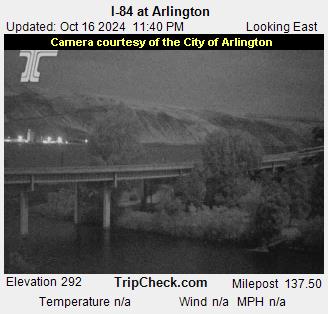 I-84 at Arlington
Updated: Oct 16 2024 11:40 PM Looking East
Camera courtesy of the City of Arlington
Elevation 292 TripCheck.com Milepost 137.50
Temperature n/a Wind n/a MPH n/a